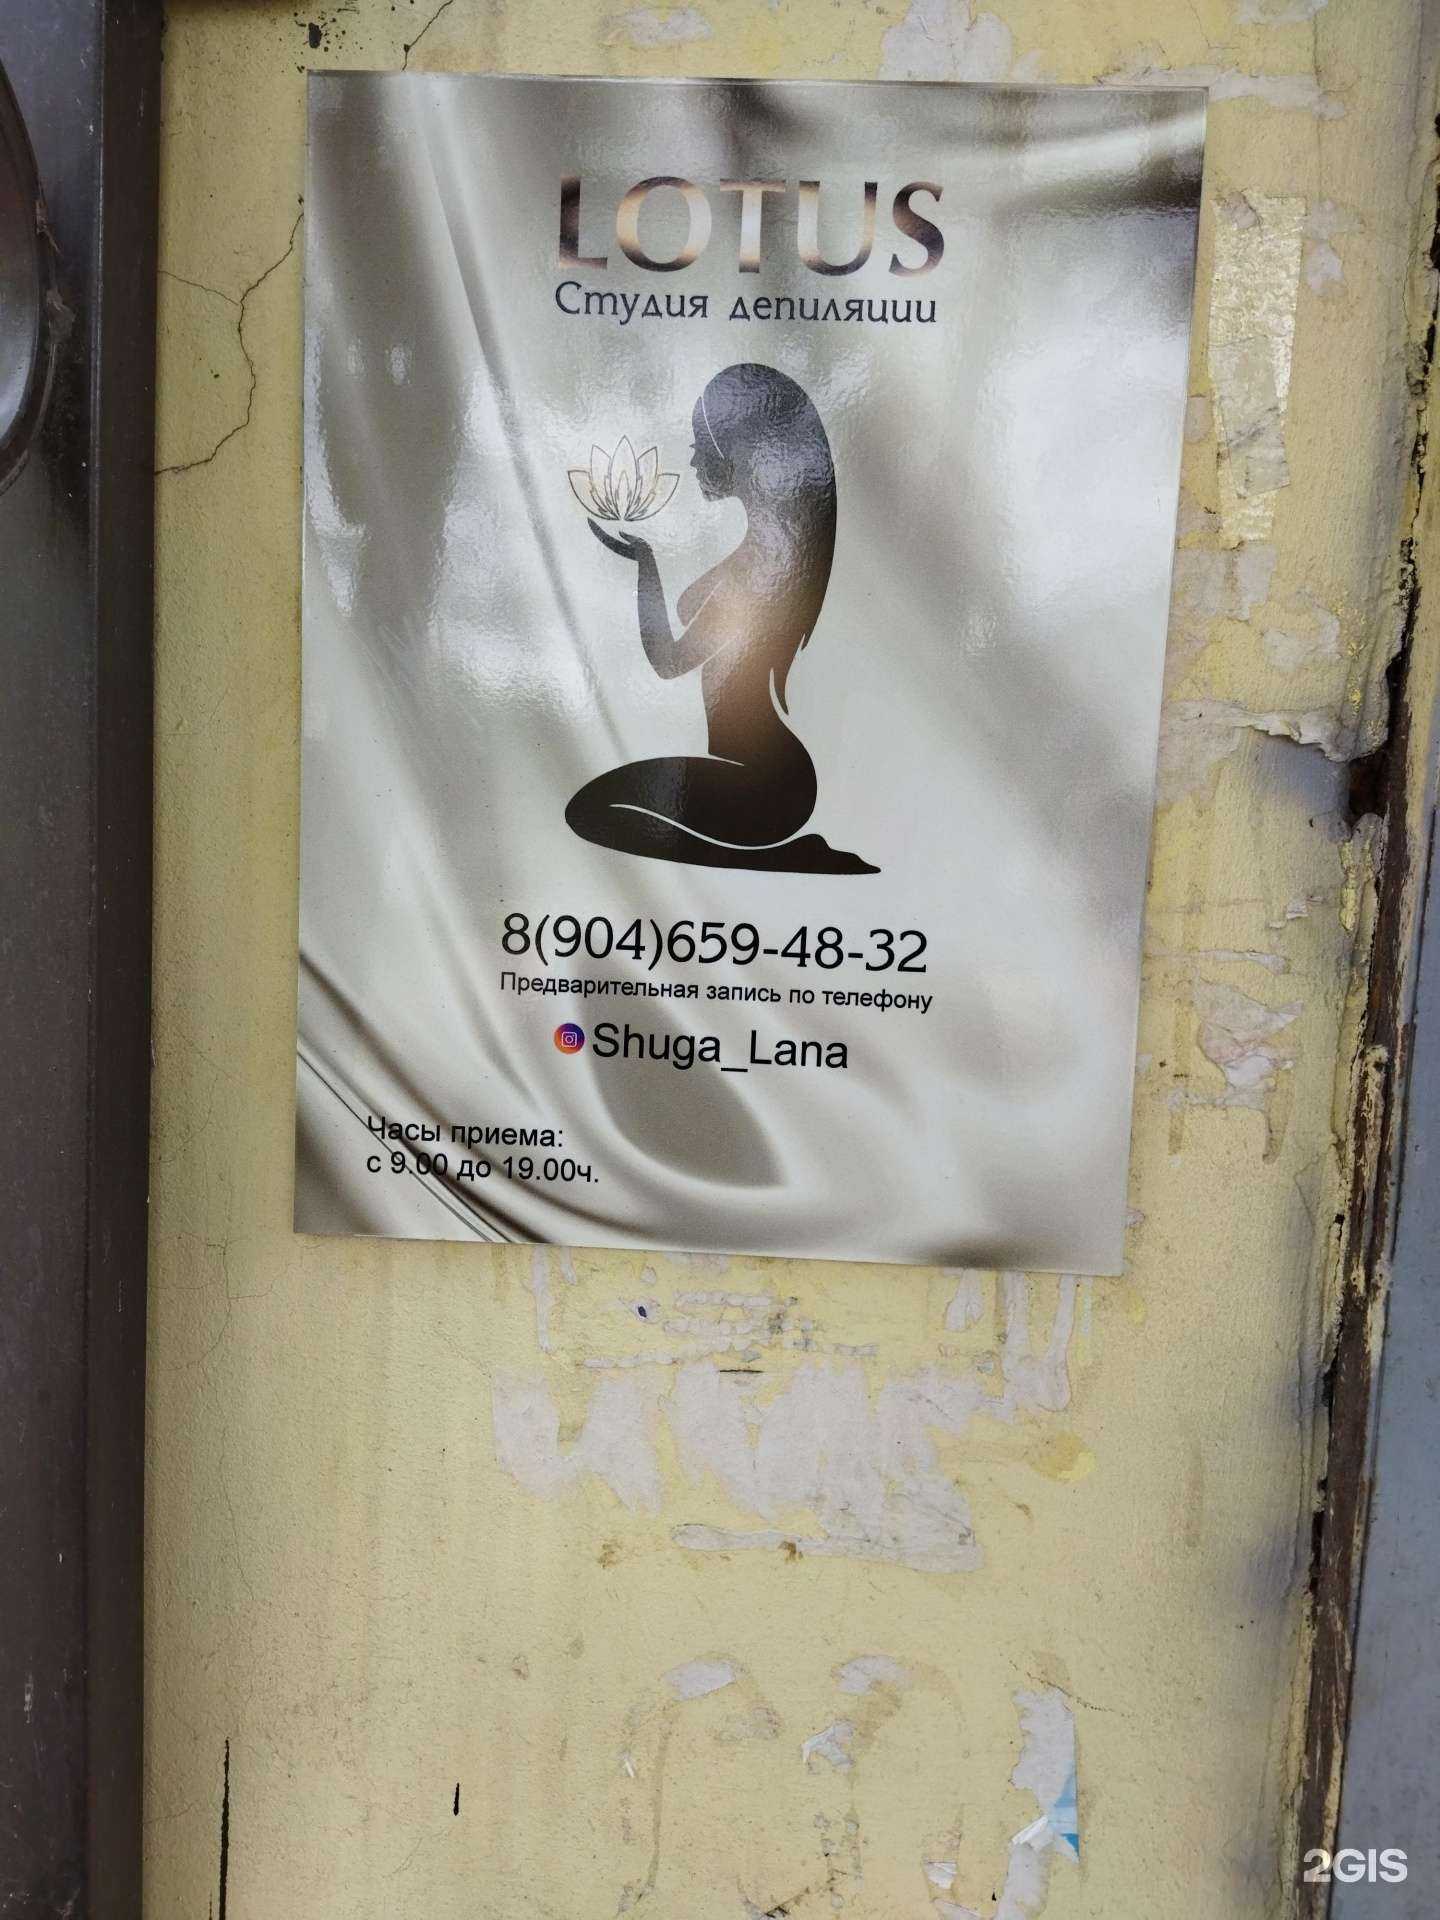 LOTUS
Студия депиляции
8(904)659-48-32
Предварительная запись по телефону
Shuga_Lana
Часы приема:
с 9.00 до 19.00ч.
2GIS